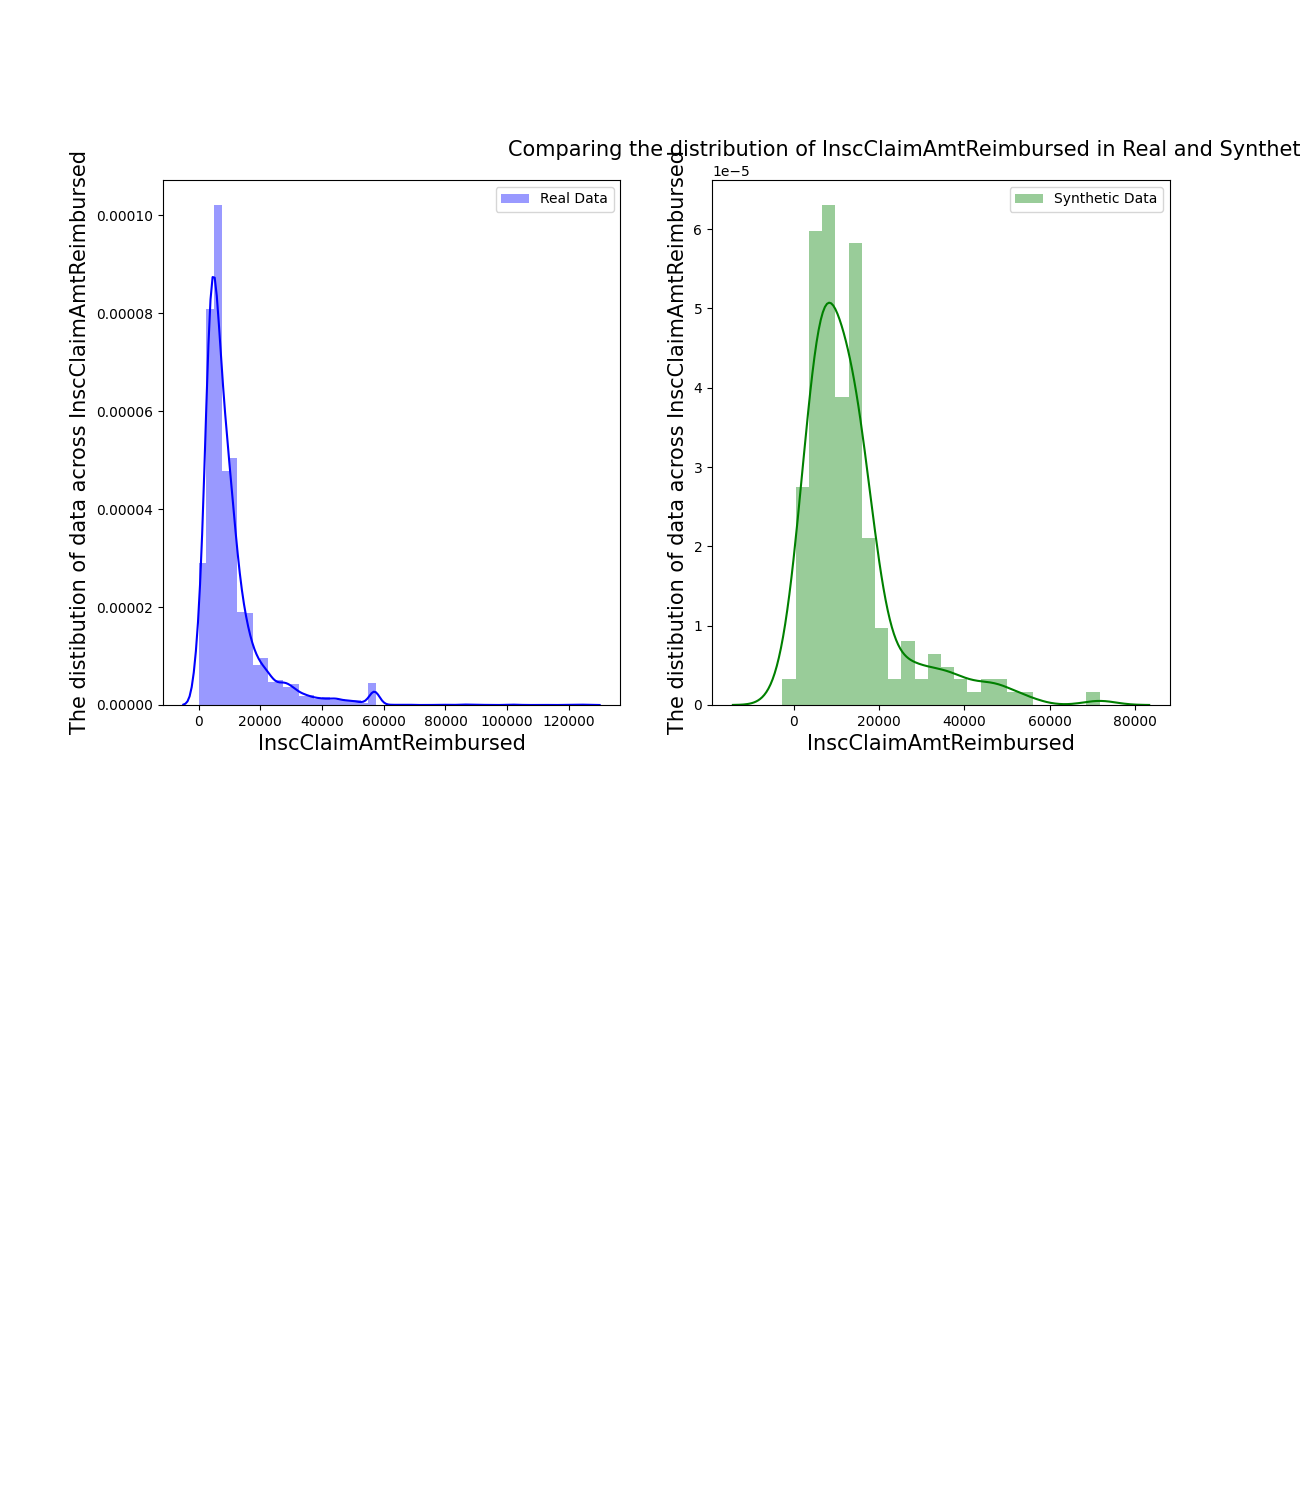 Comparing the distribution of InscClaimAmtReimbursed in Real and Synthet
1e−5
Real Data
Synthetic Data
The distibution of data across InscClaimAmtReimbursed
0.00010
0.00008
0.00006
0.00004
0.00002
0.00000
0 20000 40000 60000 80000 100000 120000
InscClaimAmtReimbursed
The distibution of data across InscClaimAmtReimbursed
6
5
4
3
2
1
0
0 20000 40000 60000 80000
InscClaimAmtReimbursed